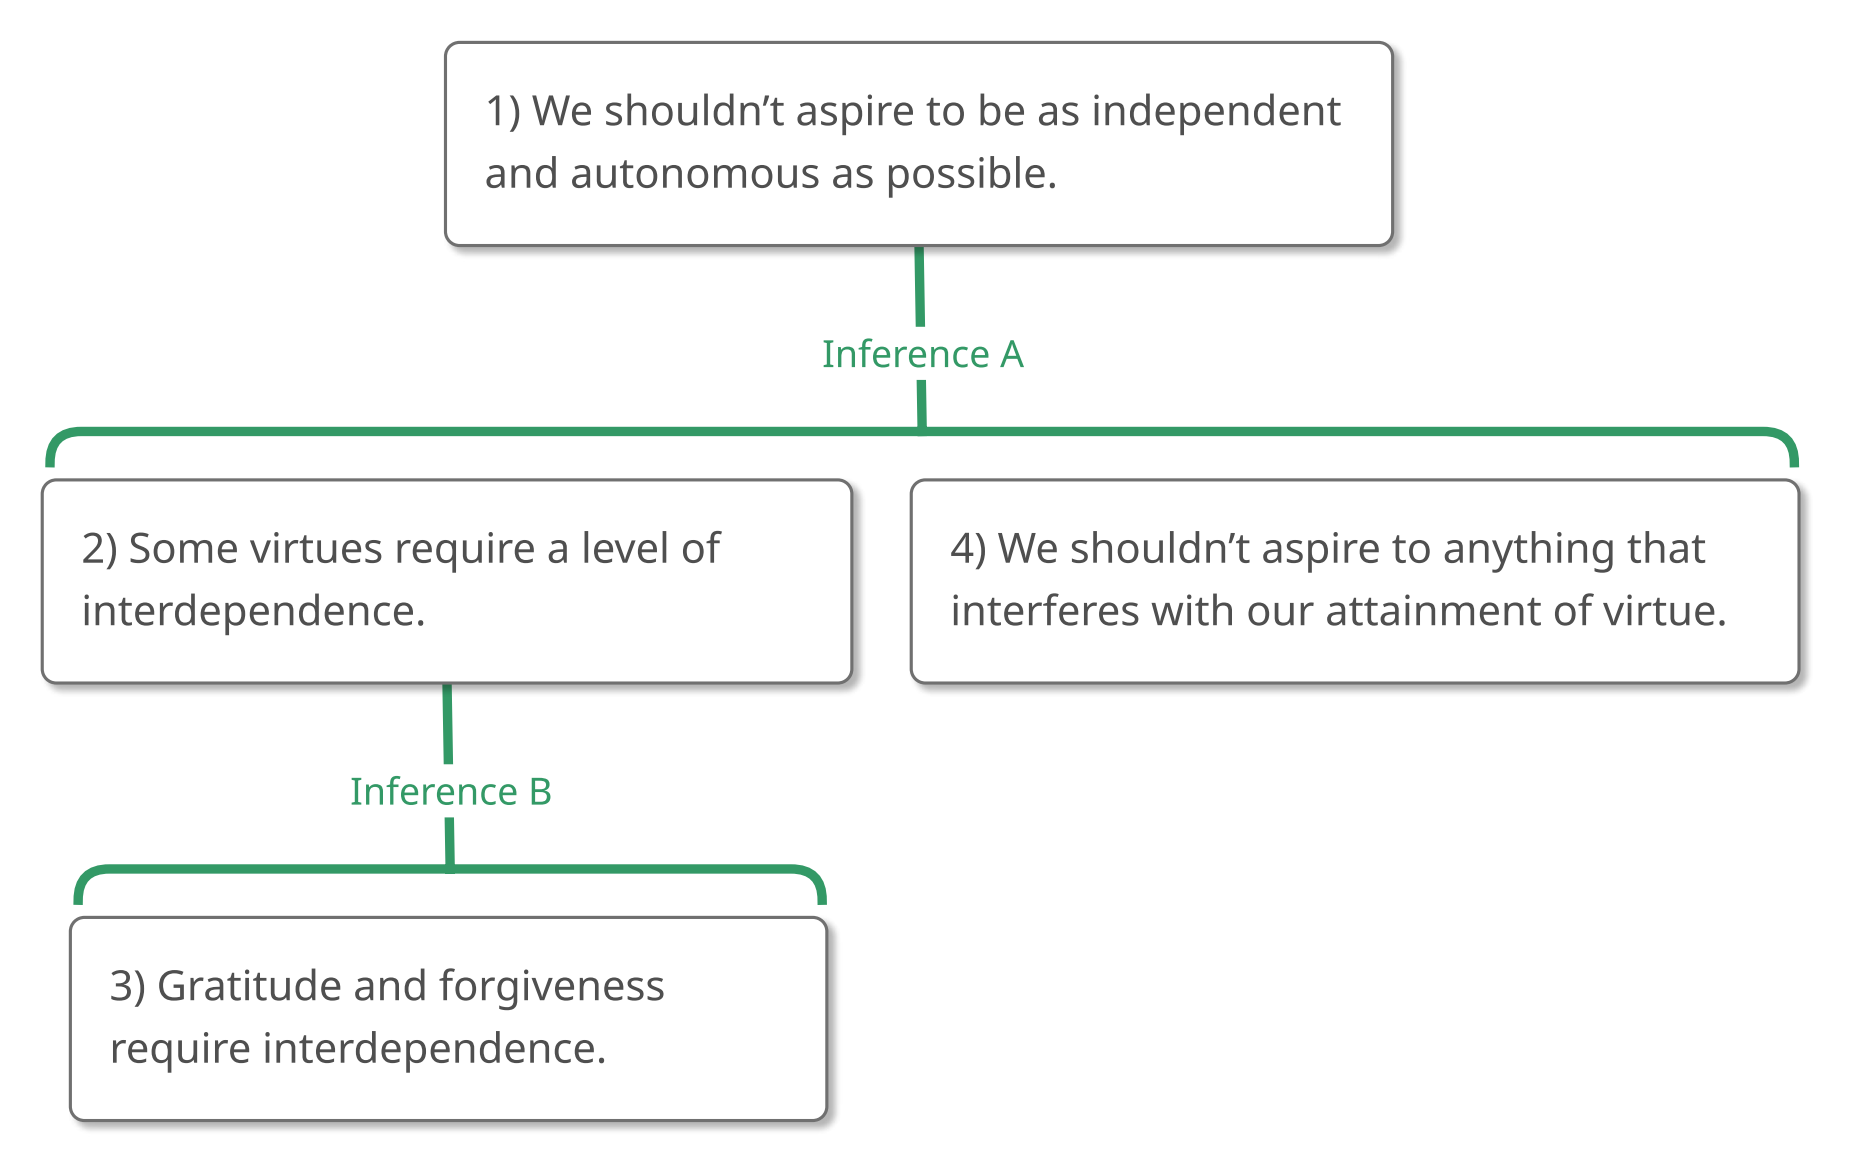 1) We shouldn’t aspire to be as independent
and autonomous as possible.
Inference A
2) Some virtues require a level of
interdependence.
4) We shouldn’t aspire to anything that
interferes with our attainment of virtue.
Inference B
3) Gratitude and forgiveness
require interdependence.